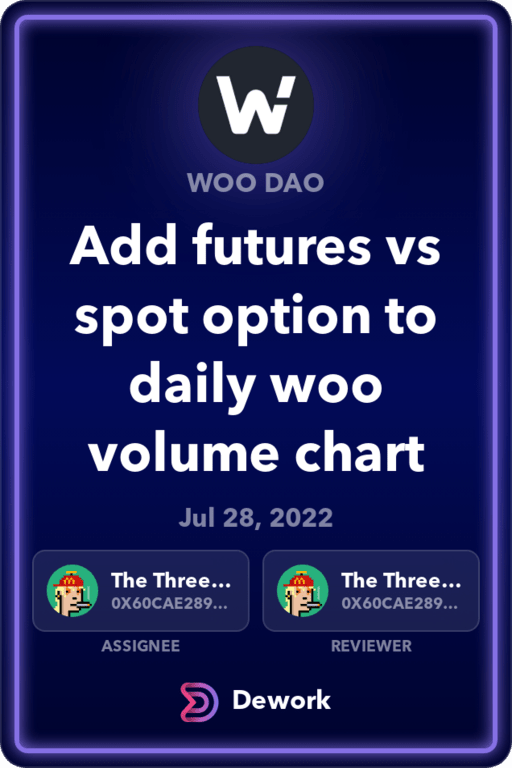 WOO DAO
Add futures vs
spot option to
daily woo
volume chart
Jul 28, 2022
The Three...
0X60CAE289...
ASSIGNEE
The Three...
0X60CAE289...
REVIEWER
Dework